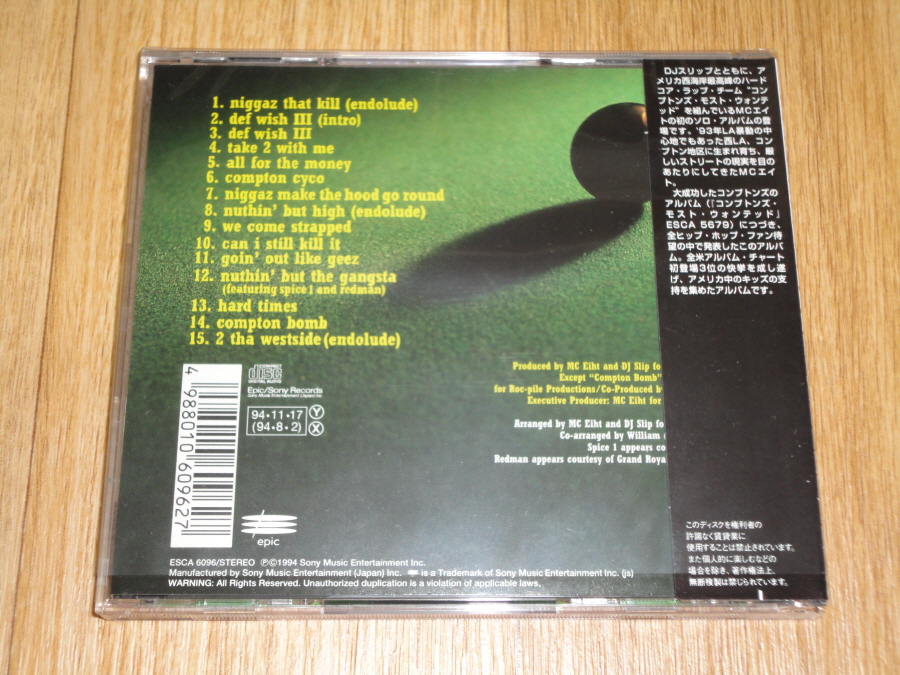 1. niggaz that kill (endolude)
2. def wish III (intro)
3. def wish III
4. take 2 with me
5. all for the money
6. compton cyco
7. niggaz make the hood go round
8. nuthin' but high (endolude)
9. we come strapped
10. can i still kill it
11. goin' out like geez
12. nuthin' but the gangsta
(featuring spice 1 and redman)
13. hard times
14. compton bomb
15. 2 tha westside (endolude)
4988010609627
disc
DIGITAL AUDIO
Epic/Sony Records
Sony Music Entertainment (Japan) Inc.
94・11・17 Ⓨ
(94・8・2) Ⓧ
epic
Produced by MC Eiht and DJ Slip fo
Except "Compton Bomb"
for Roc-pile Productions/Co-Produced by
Executive Producer: MC Eiht for
Arranged by MC Eiht and DJ Slip fo
Co-arranged by William
Spice 1 appears co
Redman appears courtesy of Grand Roya
ESCA 6096/STEREO ⓅⒸ1994 Sony Music Entertainment Inc.
Manufactured by Sony Music Entertainment (Japan) Inc. is a Trademark of Sony Music Entertainment Inc. (js)
WARNING: All Rights Reserved. Unauthorized duplication is a violation of applicable laws.
DJスリップとともに、ア
メリカ西海岸最高峰のハード
コア・ラップ・チーム"コン
プトンズ・モスト・ウォンテ
ッド"を組んでいるMCエイ
トの初のソロ・アルバムの登
場です。'93年LA暴動の中
心地でもあった西LA、コン
プトン地区に生まれ育ち、厳
しいストリートの現実を目の
あたりにしてきたMCエイ
ト。
大成功したコンプトンズの
アルバム(「コンプトンズ・
モスト・ウォンテッド」
ESCA 5679)につづき、
全ヒップ・ホップ・ファン待
望の中で発表したこのアルバ
ム。全米アルバム・チャート
初登場3位の快挙を成し遂
げ、アメリカ中のキッズの支
持を集めたアルバムです。
このディスクを権利者の
許諾なく賃貸業に
使用することは禁止されています。
また個人的に楽しむなどの
場合を除き、著作権法上、
無断複製は禁じられています。